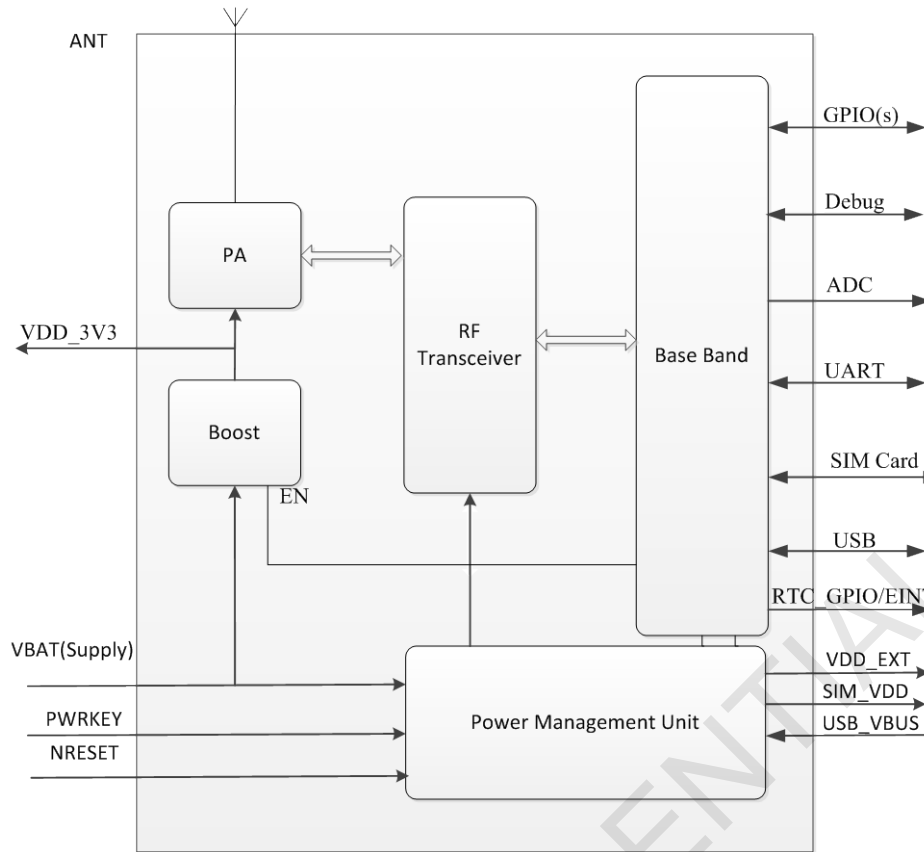 ANT
GPIO(s)
Debug
PA
ADC
VDD_3V3
RF
Transceiver
Base Band
UART
Boost
SIM Card
EN
USB
RTC_GPIO/EINT
VBAT(Supply)
VDD_EXT
SIM_VDD
PWRKEY
Power Management Unit
USB_VBUS
NRESET
ENTIAL